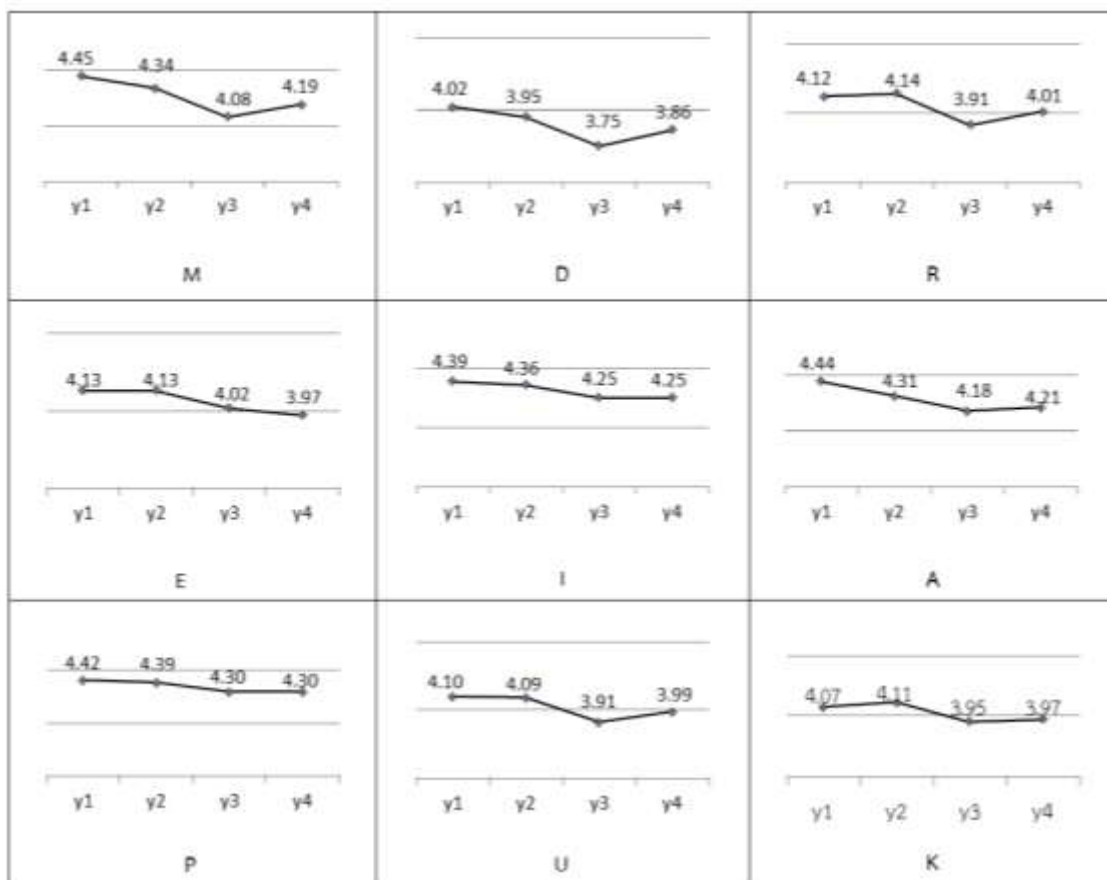 4.45 4.34 4.08 4.19
y1 y2 y3 y4
M
4.02 3.95 3.75 3.86
y1 y2 y3 y4
D
4.12 4.14 3.91 4.01
y1 y2 y3 y4
R
4.13 4.13 4.02 3.97
y1 y2 y3 y4
E
4.39 4.36 4.25 4.25
y1 y2 y3 y4
I
4.44 4.31 4.18 4.21
y1 y2 y3 y4
A
4.42 4.39 4.30 4.30
y1 y2 y3 y4
P
4.10 4.09 3.91 3.99
y1 y2 y3 y4
U
4.07 4.11 3.95 3.97
y1 y2 y3 y4
K